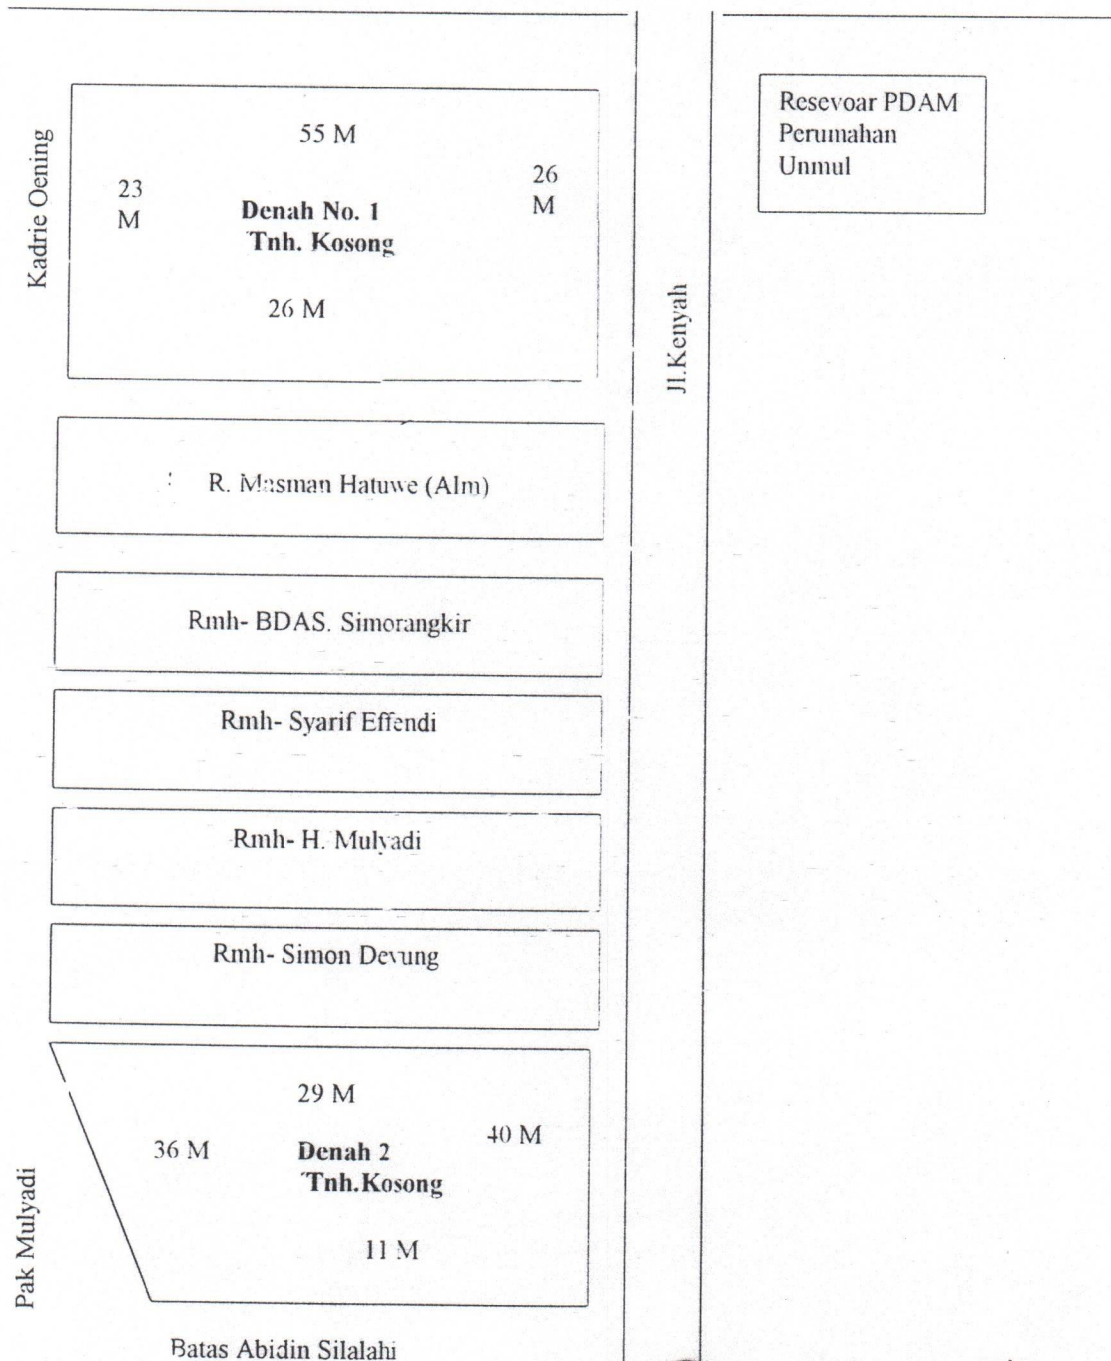 Kadrie Oening
55 M
23
M
26
M
Denah No. 1
Tnh. Kosong
26 M
Resevoar PDAM
Perumahan
Unmul
Jl.Kenyah
R. Masman Hatuwe (Alm)
Rmh- BDAS. Simorangkir
Rmh- Syarif Effendi
Rmh- H. Mulyadi
Rmh- Simon Devung
29 M
36 M
40 M
Denah 2
Tnh.Kosong
11 M
Pak Mulyadi
Batas Abidin Silalahi